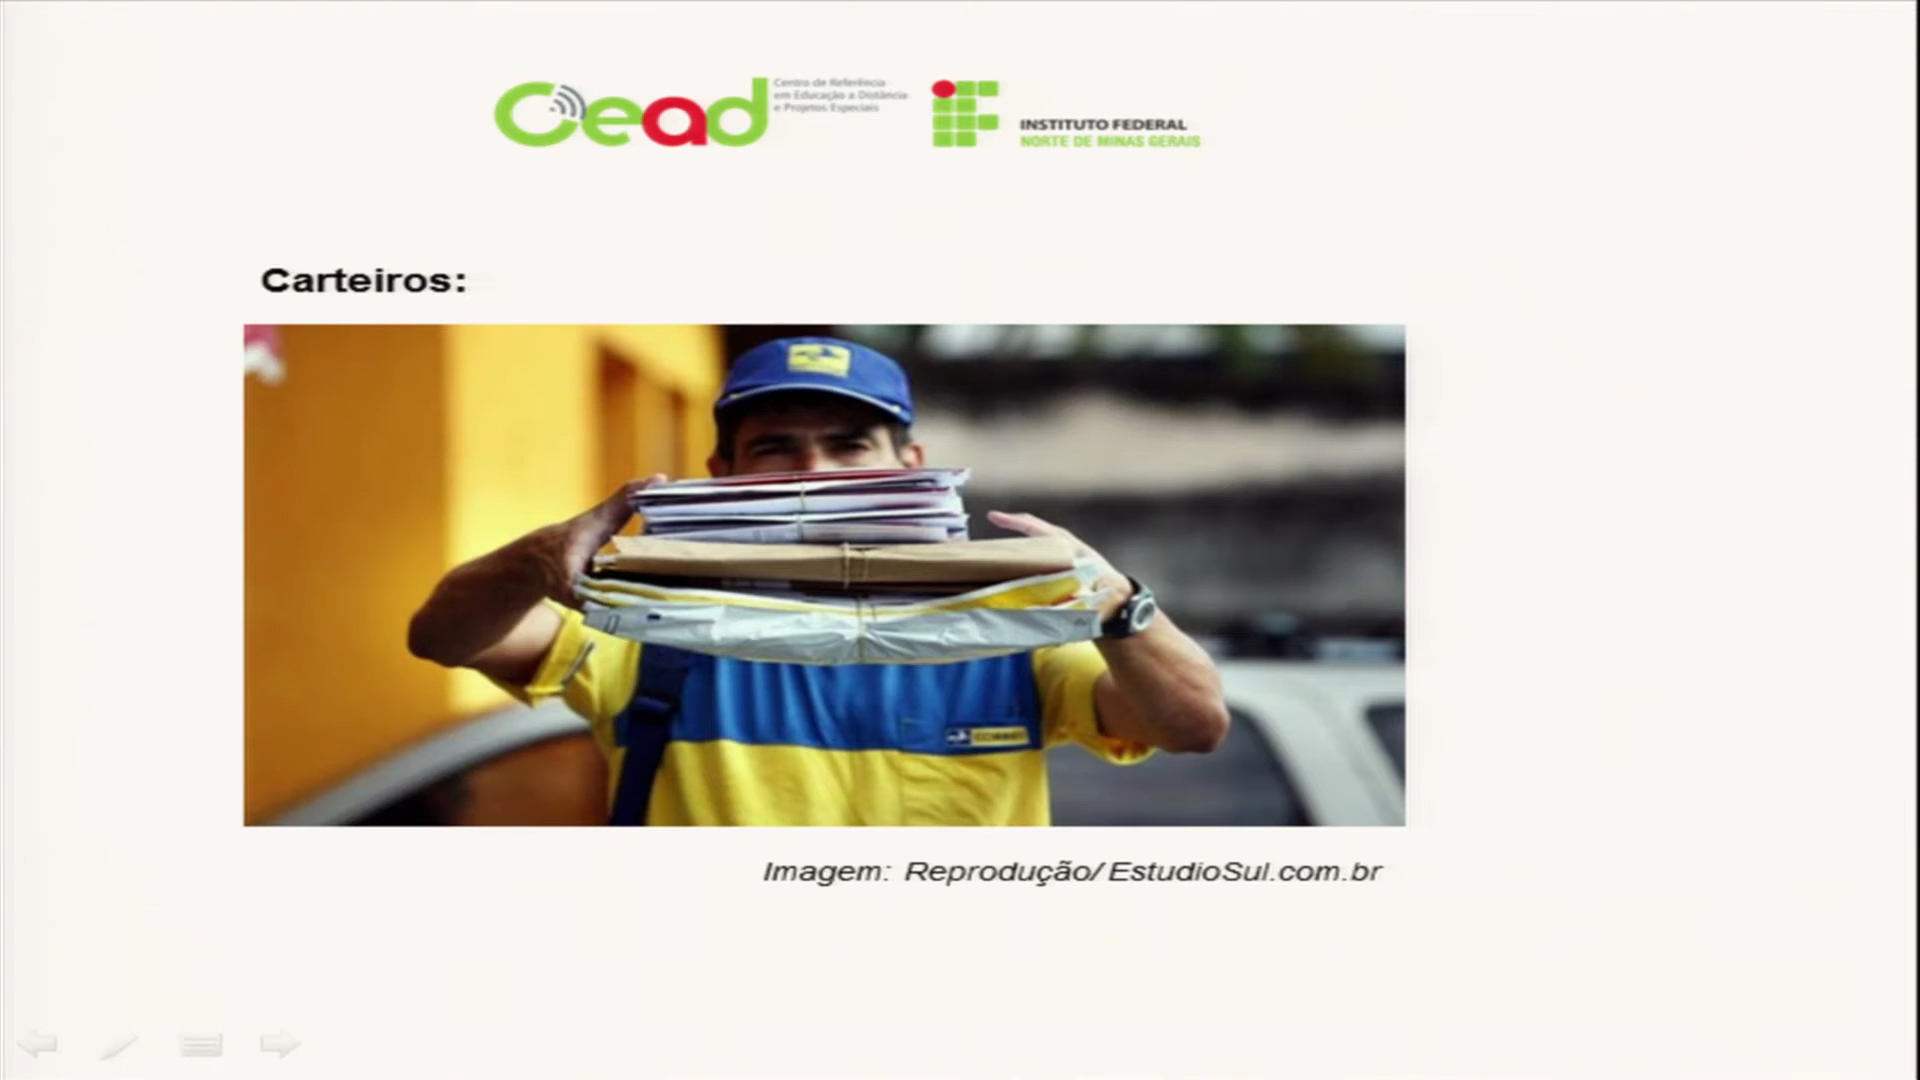 Cead
Centro de Referência
em Educação a Distância
e Projetos Especiais
INSTITUTO FEDERAL
NORTE DE MINAS GERAIS
Carteiros:
Imagem: Reprodução/ EstudioSul.com.br